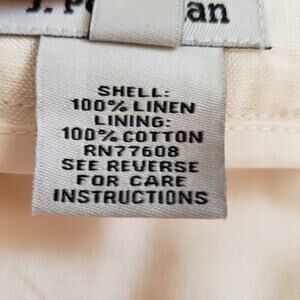 SHELL:
100% LINEN
LINING:
100% COTTON
RN77608
SEE REVERSE
FOR CARE
INSTRUCTIONS